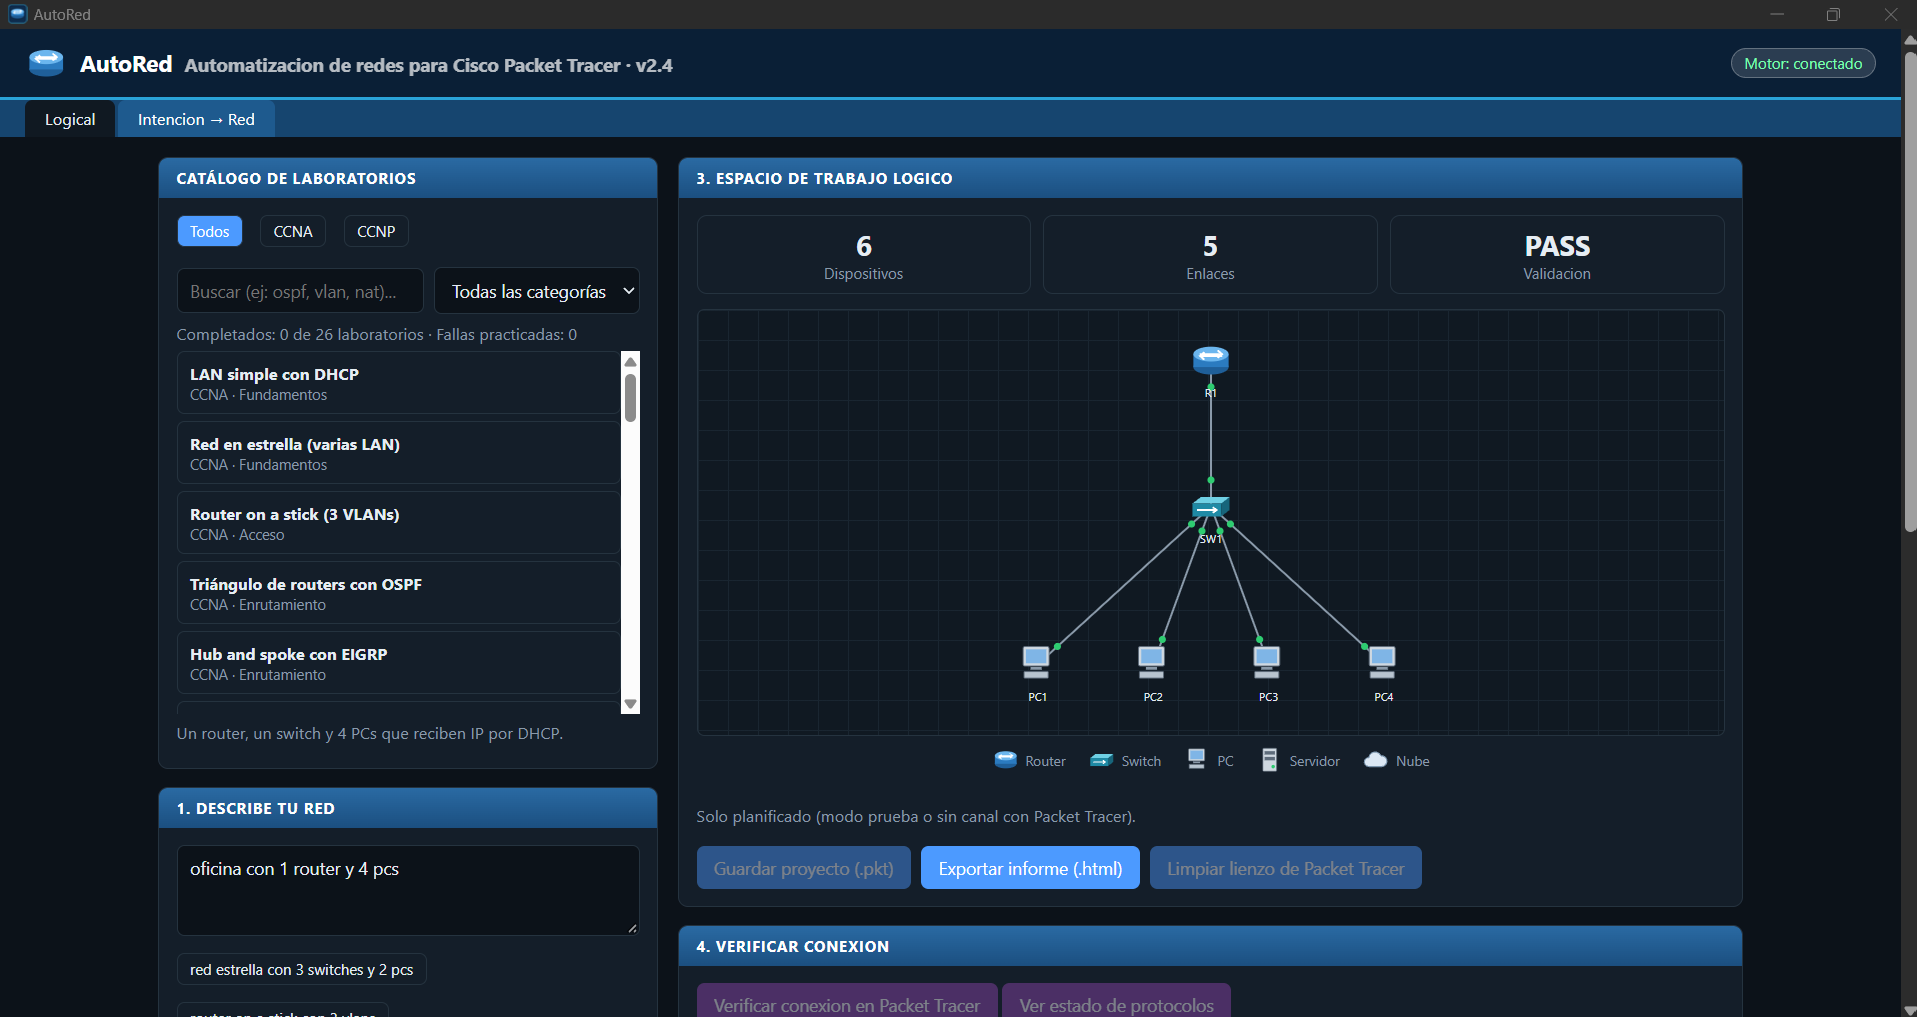 AutoRed
AutoRed Automatizacion de redes para Cisco Packet Tracer · v2.4
Motor: conectado
Logical
Intencion → Red
CATÁLOGO DE LABORATORIOS
Todos
CCNA
CCNP
Buscar (ej: ospf, vlan, nat)...
Todas las categorías
Completados: 0 de 26 laboratorios · Fallas practicadas: 0
LAN simple con DHCP
CCNA · Fundamentos
Red en estrella (varias LAN)
CCNA · Fundamentos
Router on a stick (3 VLANs)
CCNA · Acceso
Triángulo de routers con OSPF
CCNA · Enrutamiento
Hub and spoke con EIGRP
CCNA · Enrutamiento
Un router, un switch y 4 PCs que reciben IP por DHCP.
1. DESCRIBE TU RED
oficina con 1 router y 4 pcs
red estrella con 3 switches y 2 pcs
router on a stick con 3 vlans
3. ESPACIO DE TRABAJO LOGICO
6
Dispositivos
5
Enlaces
PASS
Validacion
R1
SW1
PC1
PC2
PC3
PC4
Router
Switch
PC
Servidor
Nube
Solo planificado (modo prueba o sin canal con Packet Tracer).
Guardar proyecto (.pkt)
Exportar informe (.html)
Limpiar lienzo de Packet Tracer
4. VERIFICAR CONEXION
Verificar conexion en Packet Tracer
Ver estado de protocolos